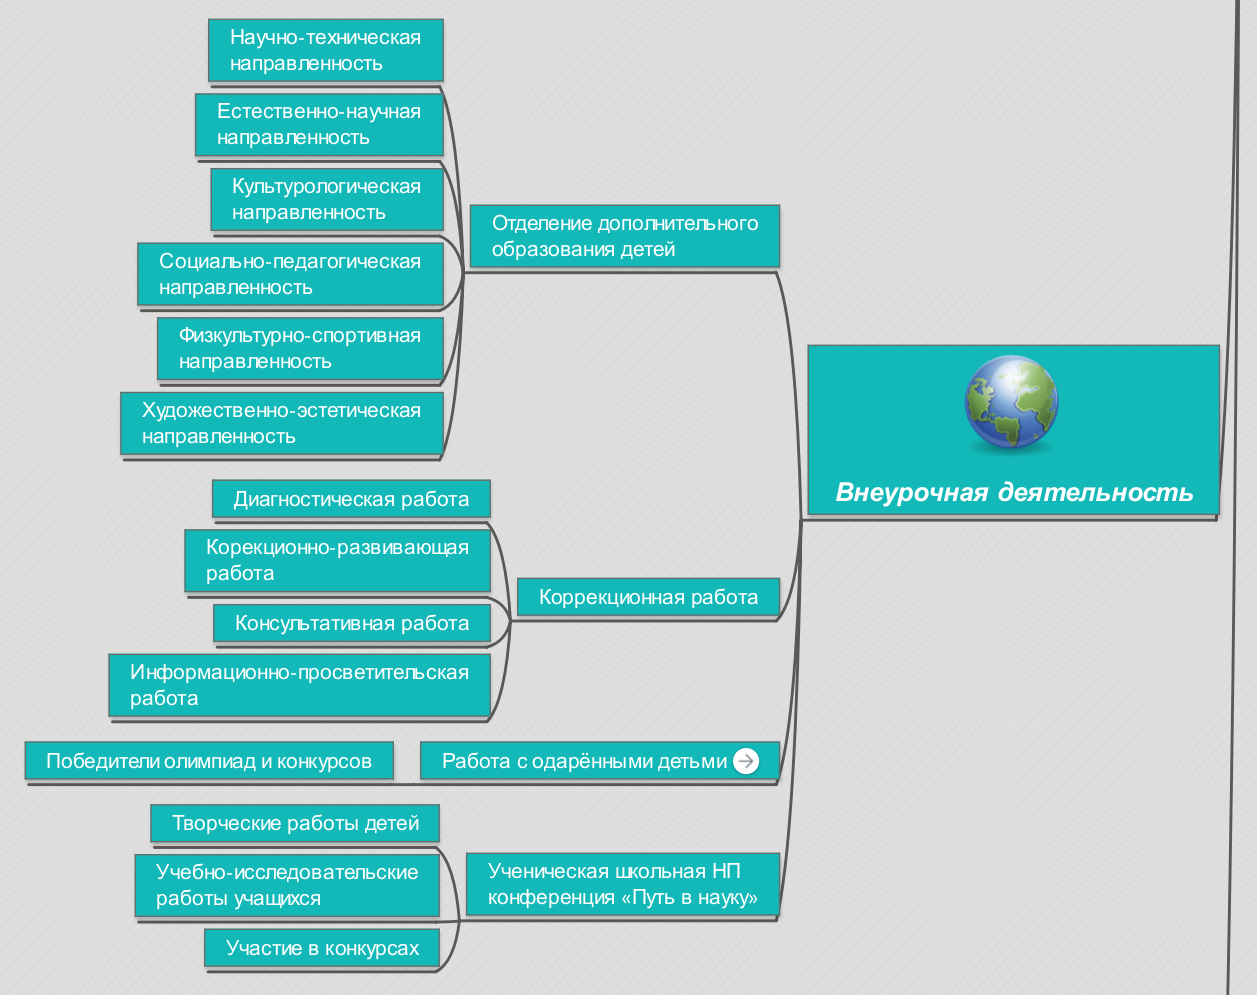 Научно-техническая
направленность
Естественно-научная
направленность
Культурологическая
направленность
Социально-педагогическая
направленность
Физкультурно-спортивная
направленность
Художественно-эстетическая
направленность
Отделение дополнительного
образования детей
Диагностическая работа
Корекционно-развивающая
работа
Консультативная работа
Информационно-просветительская
работа
Коррекционная работа
Победители олимпиад и конкурсов
Работа с одарёнными детьми
Творческие работы детей
Учебно-исследовательские
работы учащихся
Участие в конкурсах
Ученическая школьная НП
конференция «Путь в науку»
Внеурочная деятельность